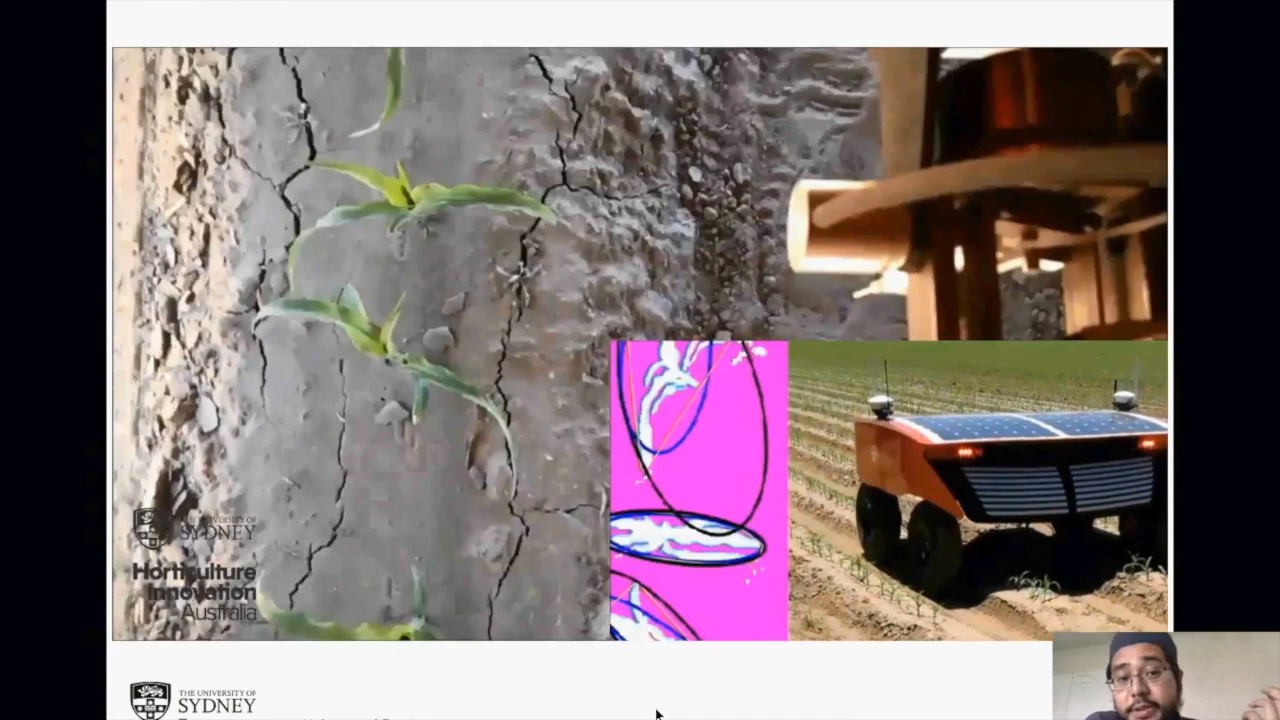 THE UNIVERSITY OF
SYDNEY
Horticulture
Innovation
Australia
THE UNIVERSITY OF
SYDNEY